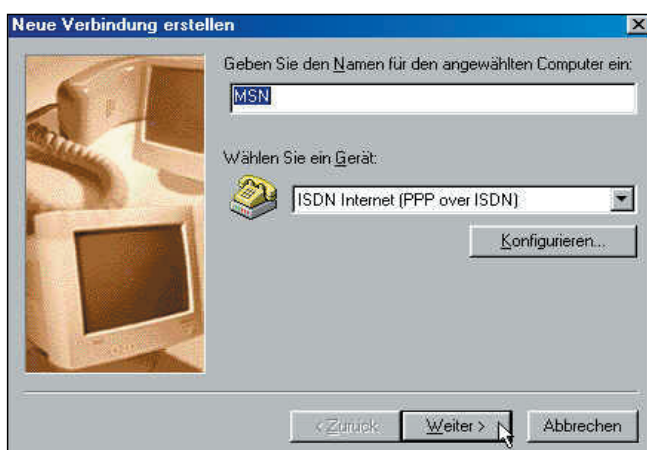 Neue Verbindung erstellen
Geben Sie den Namen für den angewählten Computer ein:
MSN
Wählen Sie ein Gerät:
ISDN Internet (PPP over ISDN)
Konfigurieren...
< Zurück
Weiter >
Abbrechen